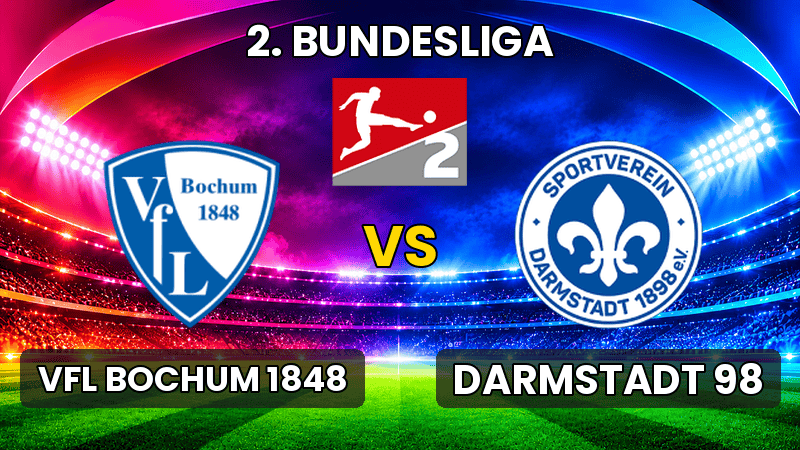 2. BUNDESLIGA
2
VfL
Bochum
1848
SPORTVEREIN
DARMSTADT 1898 e.V.
VS
VFL BOCHUM 1848
DARMSTADT 98